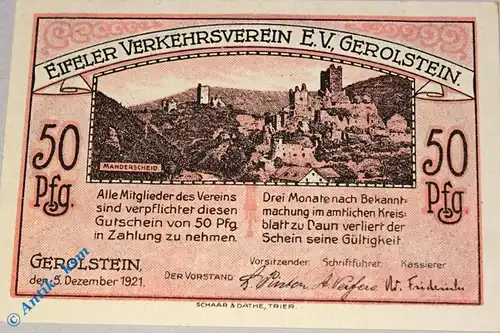 EIFELER VERKEHRSVEREIN E.V., GEROLSTEIN.
50 Pfg.
MANDERSCHEID
50 Pfg.
Alle Mitglieder des Vereins
sind verpflichtet diesen
Gutschein von 50 Pfg.
in Zahlung zu nehmen.
Drei Monate nach Bekannt-
machung im amtlichen Kreis-
blatt zu Daun verliert der
Schein seine Gültigkeit.
GEROLSTEIN,
den 5. Dezember 1921.
Vorsitzender: Schriftführer: Kassierer
DER VORSTAND:
SCHAAR & DATHE, TRIER.
© Antik1.com